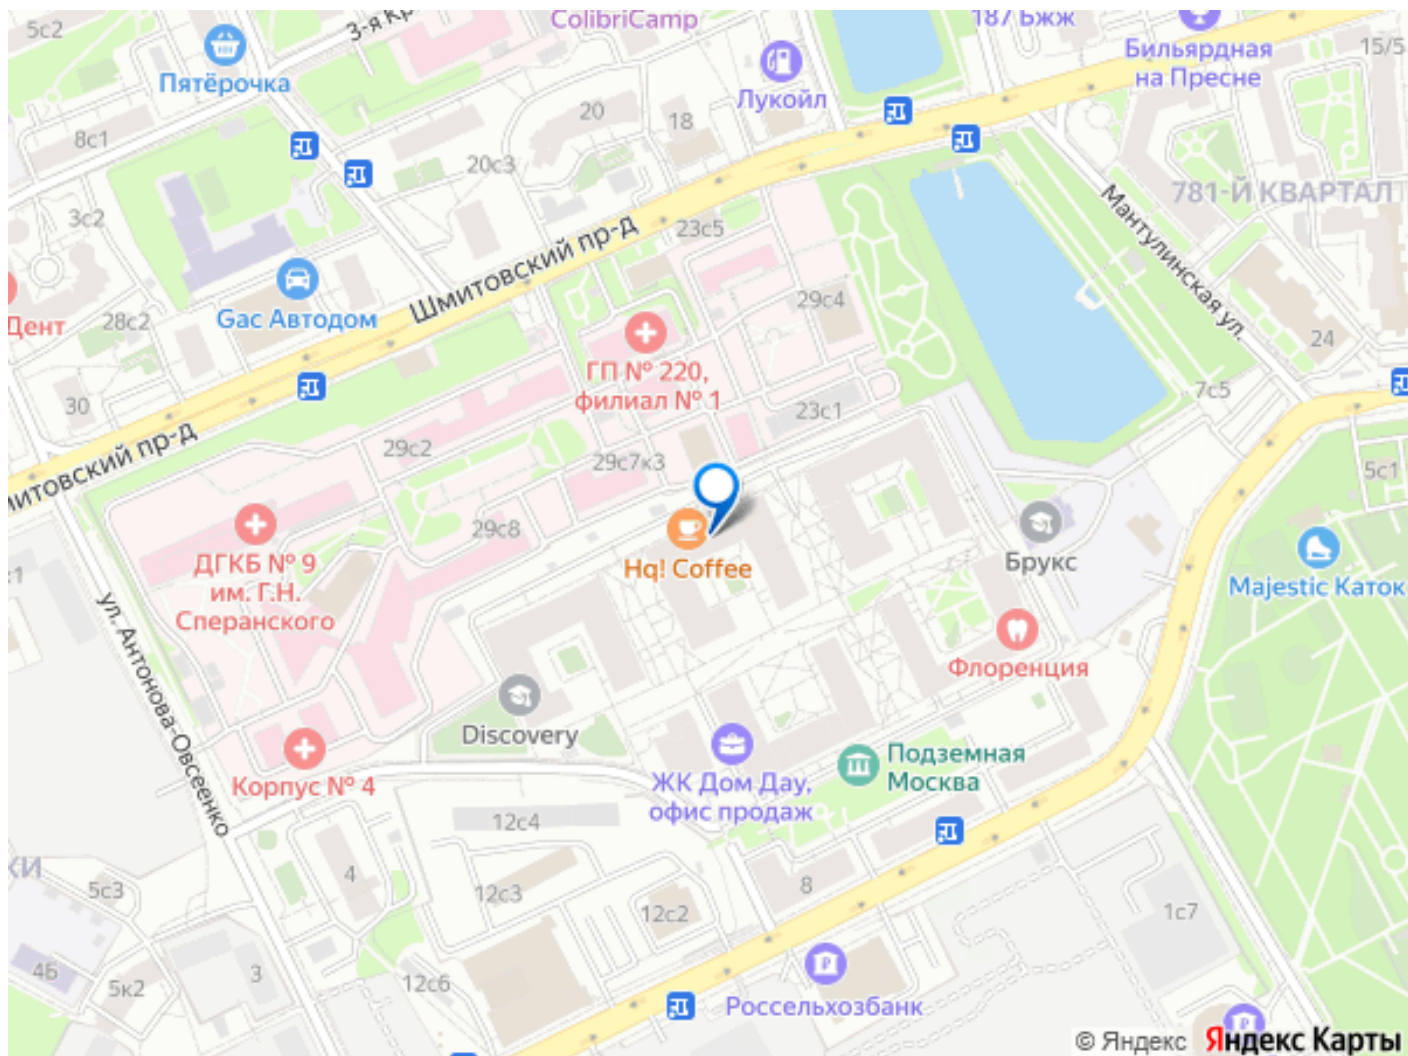 5с2
3-я Кр
ColibriCamp
187 Бжж
Бильярдная
на Пресне
15/5
Пятёрочка
Лукойл
20
18
8с1
20с3
781-Й КВАРТАЛ
Мантулинская ул.
3с2
23с5
Шмитовский пр-д
29с4
Gac Автодом
28с2
Дент
24
ГП № 220,
филиал № 1
7с5
30
23с1
митовский пр-д
29с2
29с7к3
5с1
29с8
ДГКБ № 9
им. Г.Н.
Сперанского
Hq! Coffee
Брукс
Majestic Каток
ул. Антонова-Овсеенко
Флоренция
Discovery
Корпус № 4
ЖК Дом Дау,
офис продаж
Подземная
Москва
12с4
4
8
5с3
12с3
12с2
1с7
4Б
5к2
3
12с6
Россельхозбанк
© Яндекс Яндекс Карты